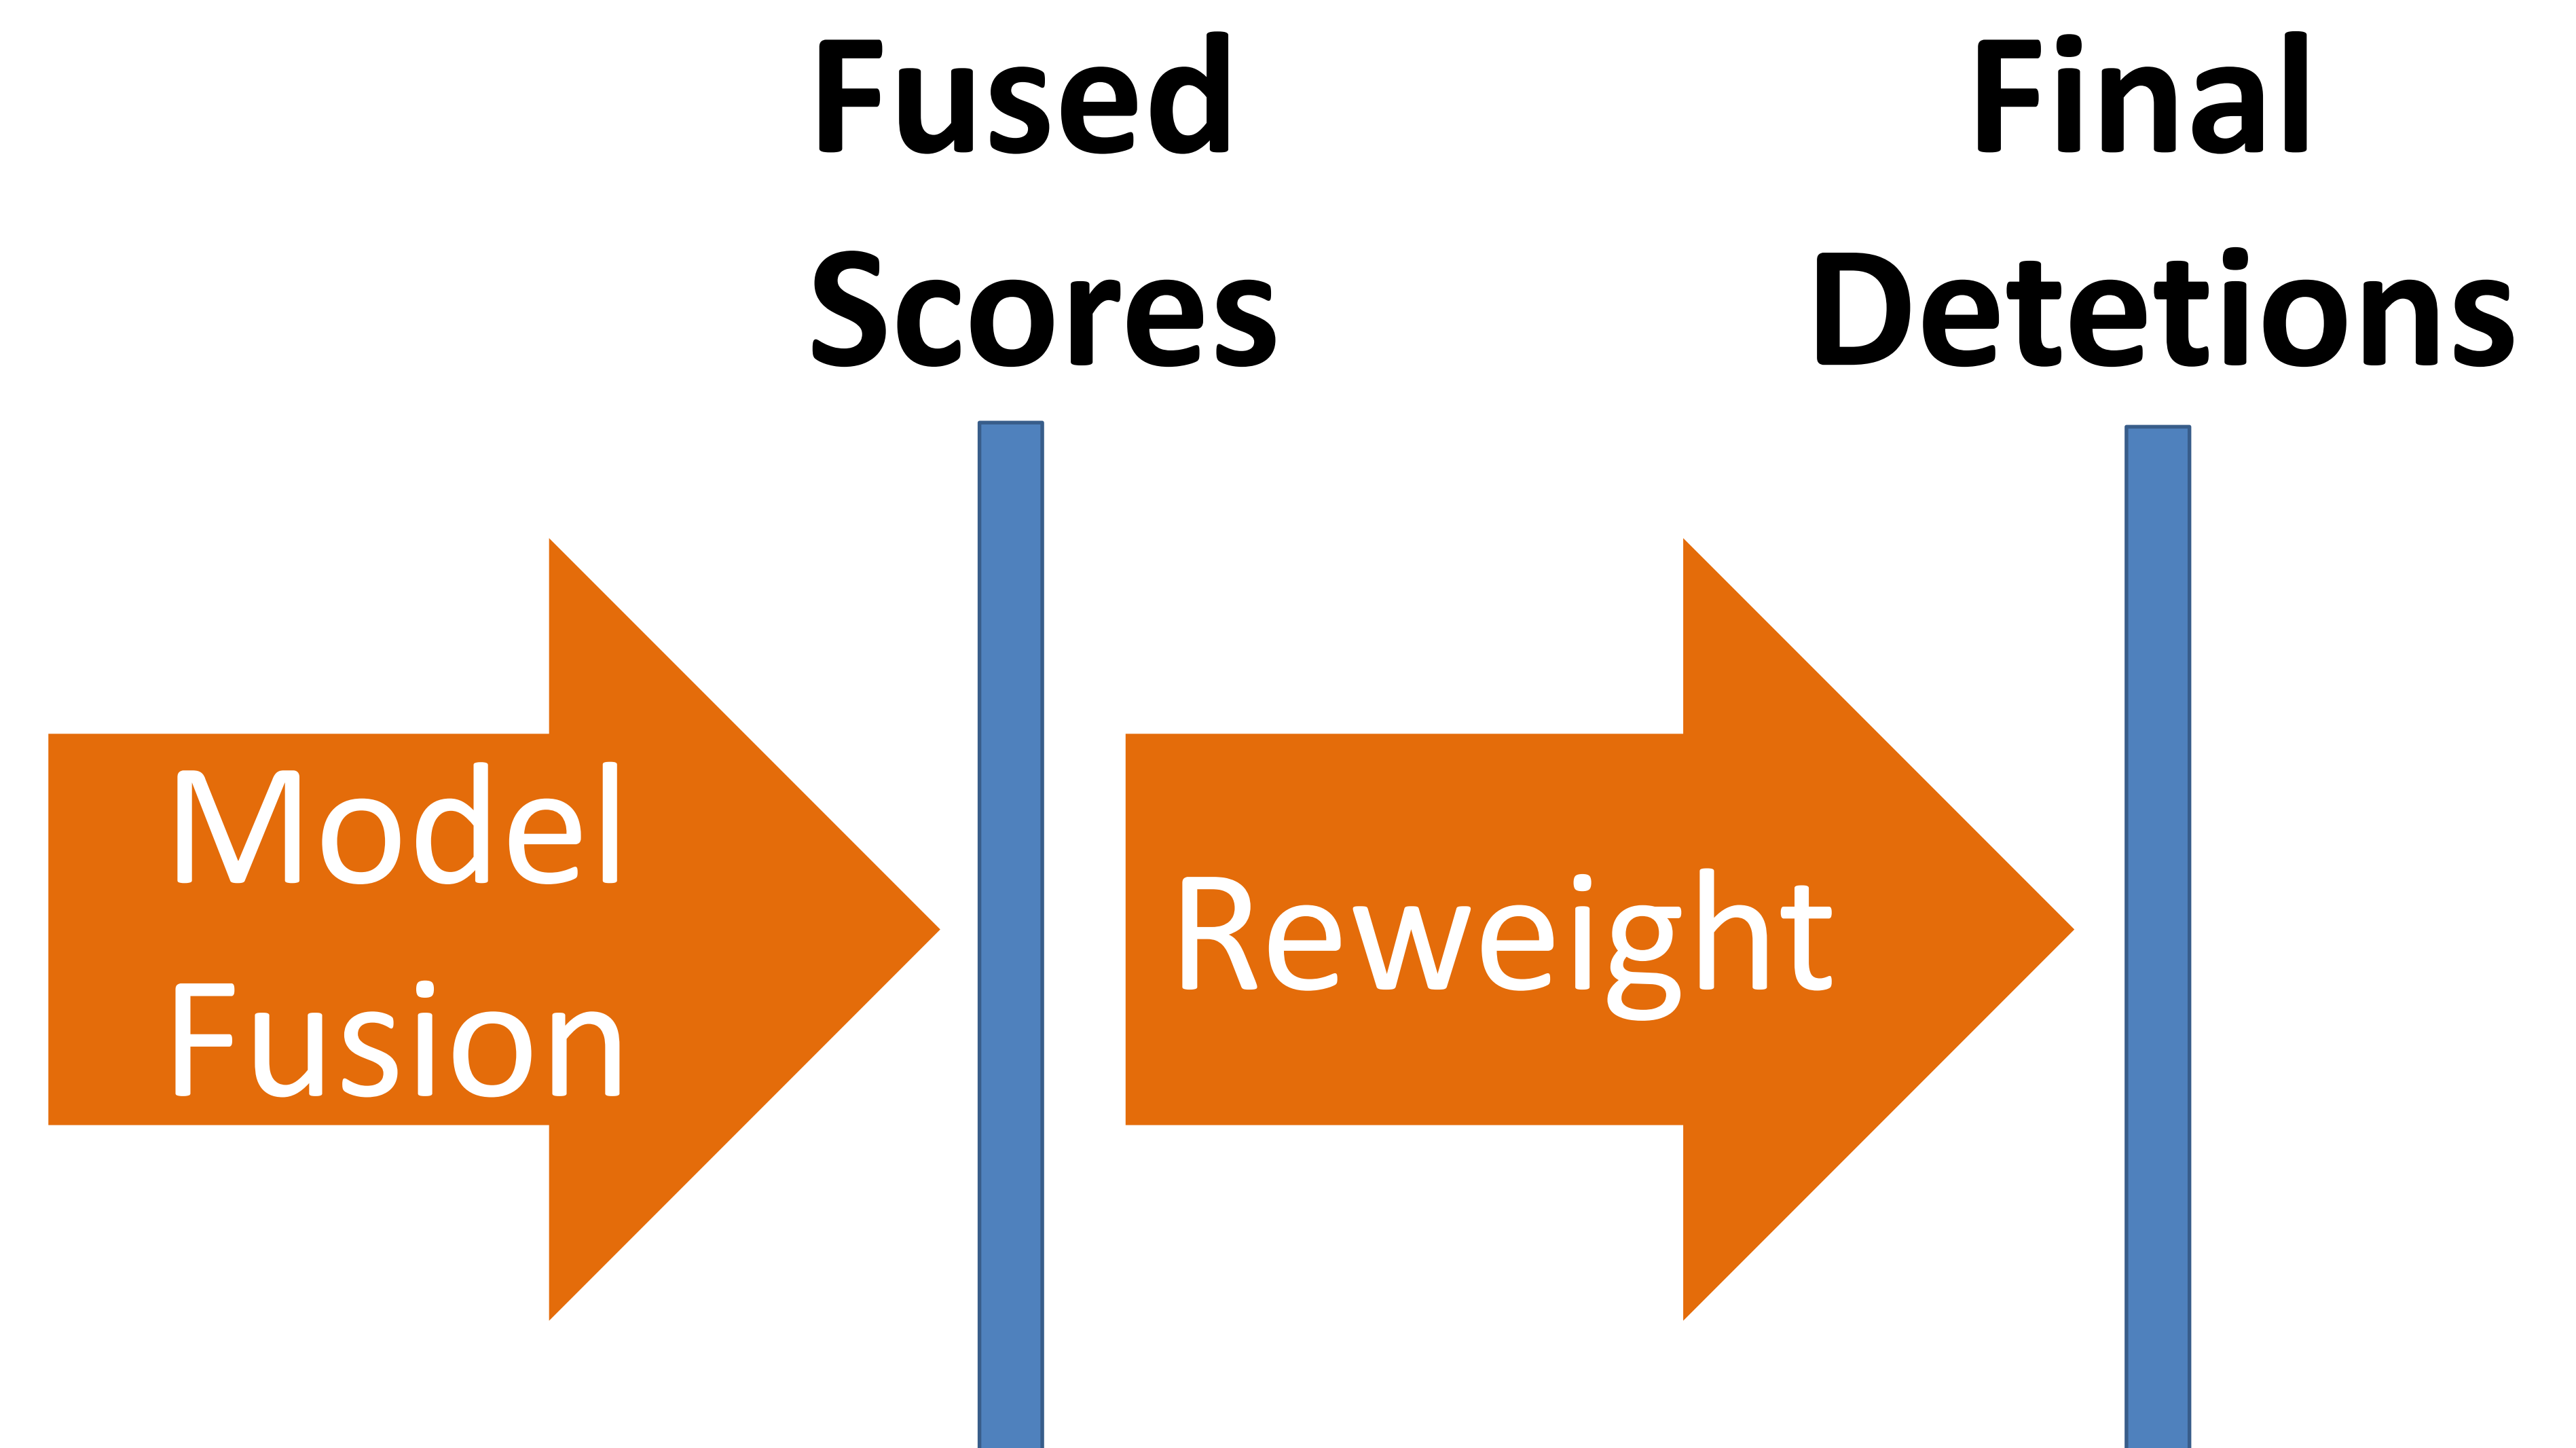 Fused
Scores
Final
Detetions
Model
Fusion
Reweight